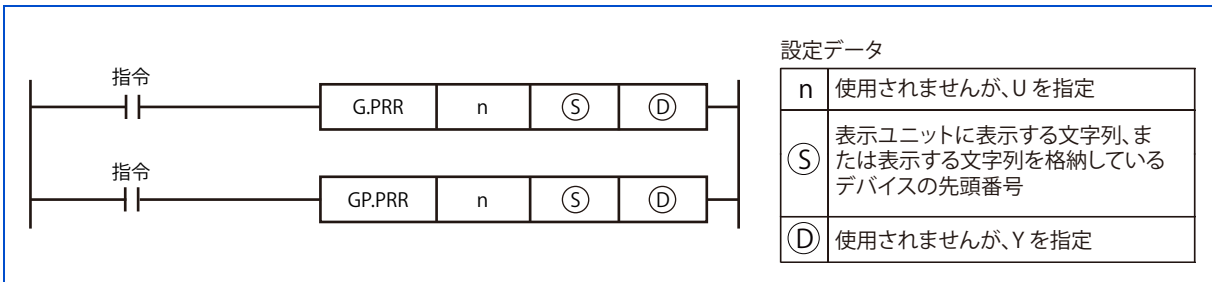 指令
G.PRR n Ⓢ Ⓓ
指令
GP.PRR n Ⓢ Ⓓ
設定データ
n 使用されませんが、Uを指定
Ⓢ 表示ユニットに表示する文字列、ま
たは表示する文字列を格納している
デバイスの先頭番号
Ⓓ 使用されませんが、Yを指定